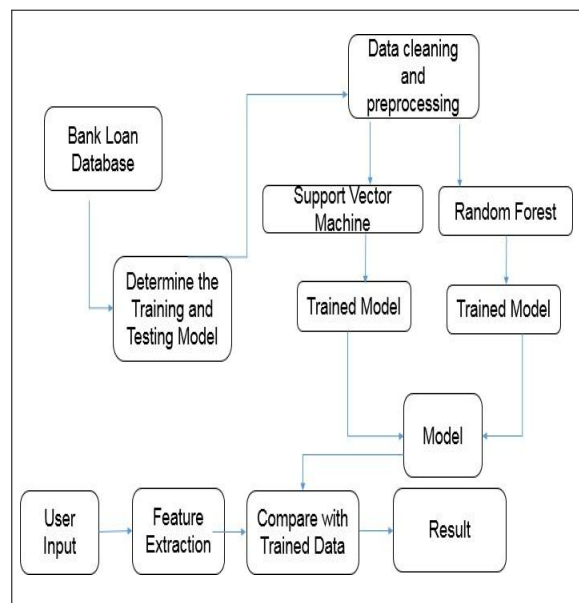 Data cleaning
and
preprocessing
Bank Loan
Database
Support Vector
Machine
Random Forest
Determine the
Training and
Testing Model
Trained Model
Trained Model
Model
User
Input
Feature
Extraction
Compare with
Trained Data
Result